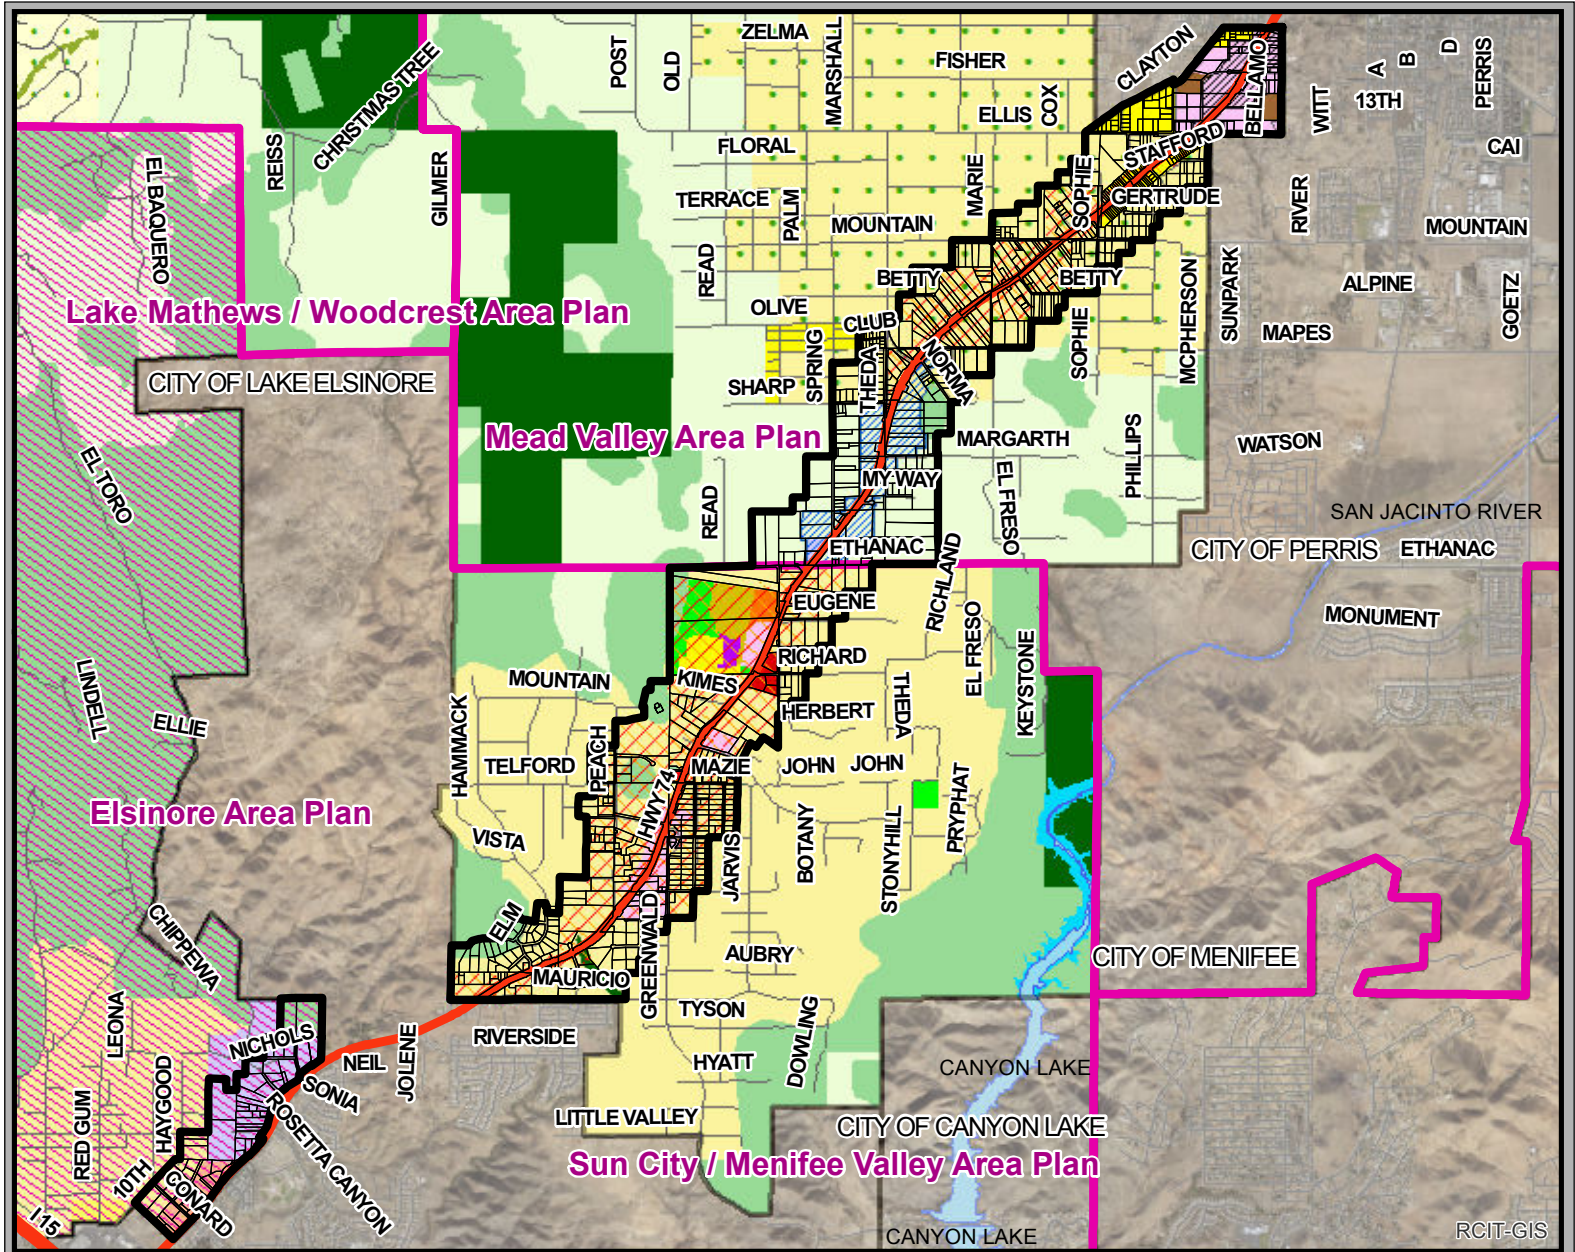 ZELMA
MARSHALL
POST
OLD
FISHER
CLAYTON
BELLAMO
A
B
D
PERRIS
CHRISTMAS TREE
REISS
ELLIS
COX
WITT
13TH
EL BAQUERO
GILMER
FLORAL
STAFFORD
CAI
TERRACE
PALM
MARIE
SOPHIE
GERTRUDE
RIVER
MOUNTAIN
MOUNTAIN
READ
BETTY
BETTY
MCPHERSON
SUNPARK
ALPINE
GOETZ
Lake Mathews / Woodcrest Area Plan
OLIVE
CLUB
SOPHIE
MAPES
CITY OF LAKE ELSINORE
SHARP
SPRING
THEDA
NORMA
Mead Valley Area Plan
MARGARTH
PHILLIPS
WATSON
EL TORO
MY-WAY
EL FRESO
READ
SAN JACINTO RIVER
ETHANAC
RICHLAND
CITY OF PERRIS
ETHANAC
EUGENE
EL FRESO
MONUMENT
LINDELL
RICHARD
KEYSTONE
MOUNTAIN
KIMES
ELLIE
HAMMACK
HERBERT
THEDA
PEACH
TELFORD
MAZIE
JOHN
JOHN
Elsinore Area Plan
HWY 74
VISTA
JARVIS
BOTANY
STONYHILL
PRYPHAT
CHIPPEWA
ELM
GREENWALD
AUBRY
CITY OF MENIFEE
MAURICIO
LEONA
TYSON
DOWLING
NICHOLS
RIVERSIDE
NEIL
JOLENE
HYATT
CANYON LAKE
RED GUM
HAYGOOD
SONIA
ROSETTA CANYON
LITTLE VALLEY
CITY OF CANYON LAKE
Sun City / Menifee Valley Area Plan
10TH
CONARD
I 15
CANYON LAKE
RCIT-GIS